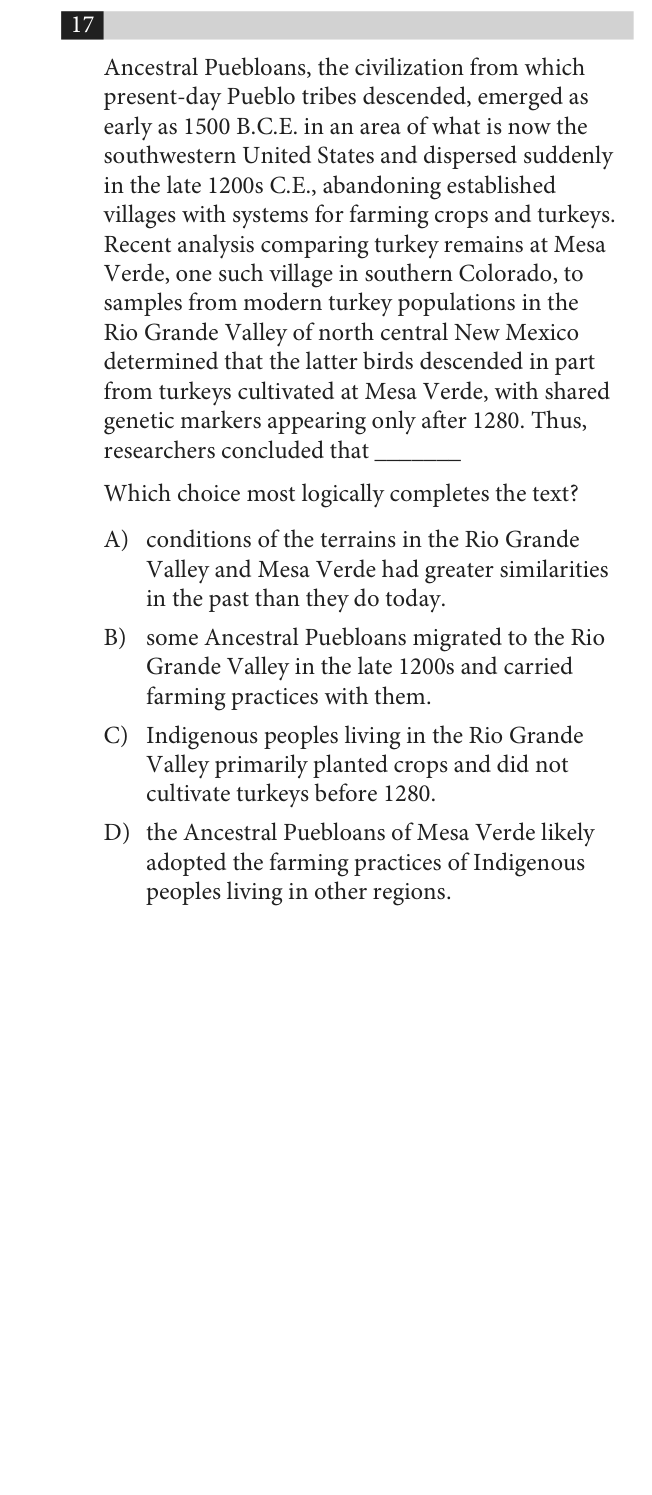 17
Ancestral Puebloans, the civilization from which
present-day Pueblo tribes descended, emerged as
early as 1500 B.C.E. in an area of what is now the
southwestern United States and dispersed suddenly
in the late 1200s C.E., abandoning established
villages with systems for farming crops and turkeys.
Recent analysis comparing turkey remains at Mesa
Verde, one such village in southern Colorado, to
samples from modern turkey populations in the
Rio Grande Valley of north central New Mexico
determined that the latter birds descended in part
from turkeys cultivated at Mesa Verde, with shared
genetic markers appearing only after 1280. Thus,
researchers concluded that _______
Which choice most logically completes the text?
A) conditions of the terrains in the Rio Grande
Valley and Mesa Verde had greater similarities
in the past than they do today.
B) some Ancestral Puebloans migrated to the Rio
Grande Valley in the late 1200s and carried
farming practices with them.
C) Indigenous peoples living in the Rio Grande
Valley primarily planted crops and did not
cultivate turkeys before 1280.
D) the Ancestral Puebloans of Mesa Verde likely
adopted the farming practices of Indigenous
peoples living in other regions.